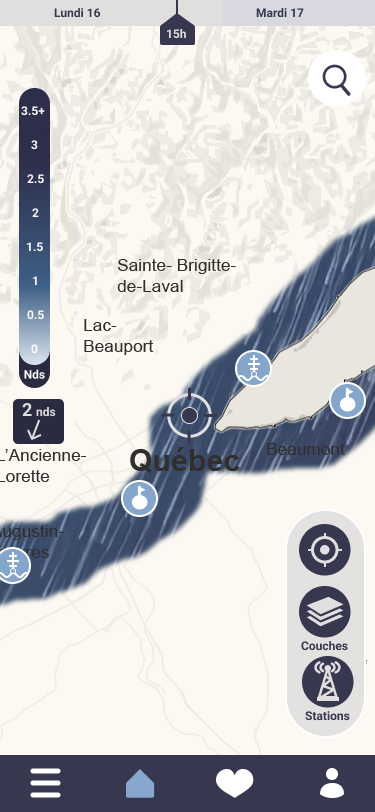 Lundi 16
Mardi 17
15h
3.5+
3
2.5
2
1.5
1
0.5
0
Nds
2 nds
Sainte- Brigitte-
de-Laval
Lac-
Beauport
L'Ancienne-
Lorette
Québec
Beaumont
Augustin-
Couches
Stations